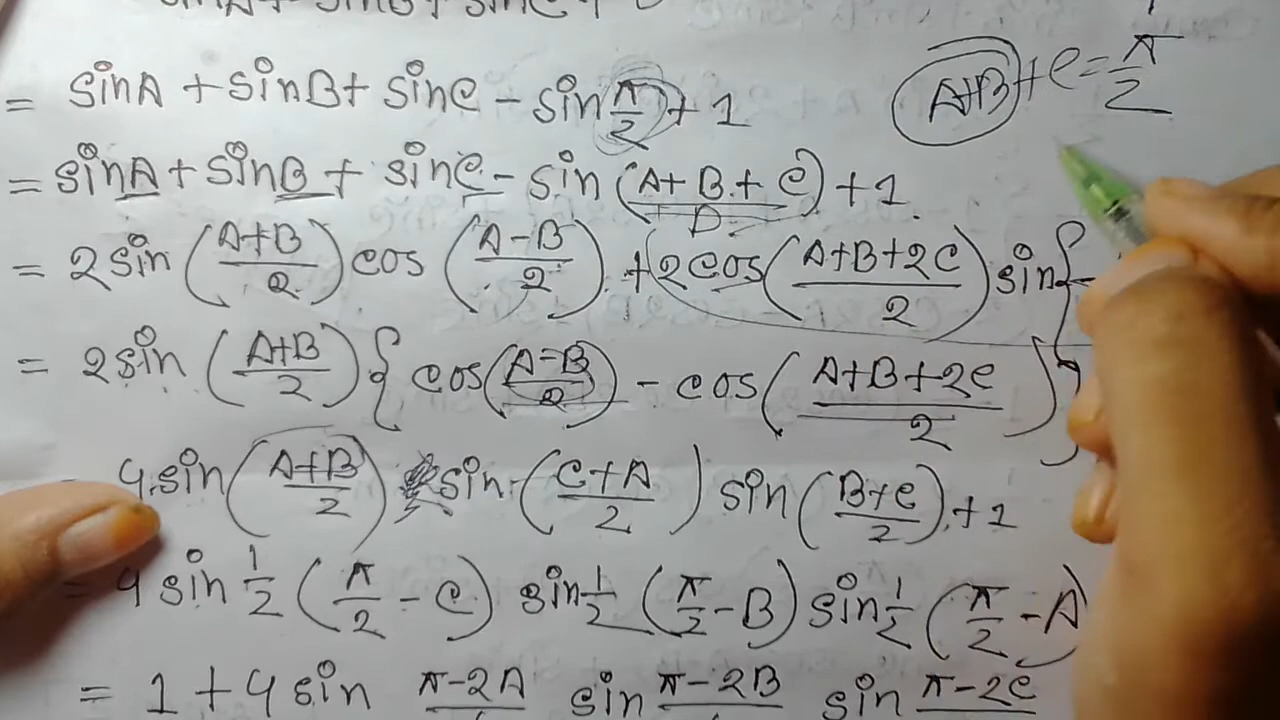 A+B+C=π/2
= sinA + sinB + sinC - sin π/2 + 1
= sinA + sinB + sinC - sin (A+B+C) + 1.
D.
= 2sin (A+B/2) cos (A-B/2) + 2cos (A+B+2C/2) sin {-
= 2sin (A+B/2) { cos (A-B/2) - cos (A+B+2C/2) }
4 sin (A+B/2) sin (C+A/2) sin (B+C/2) + 1
= 4 sin 1/2 (π/2 - C) sin 1/2 (π/2 - B) sin 1/2 (π/2 - A)
= 1 + 4 sin π-2A sin π-2B sin π-2C